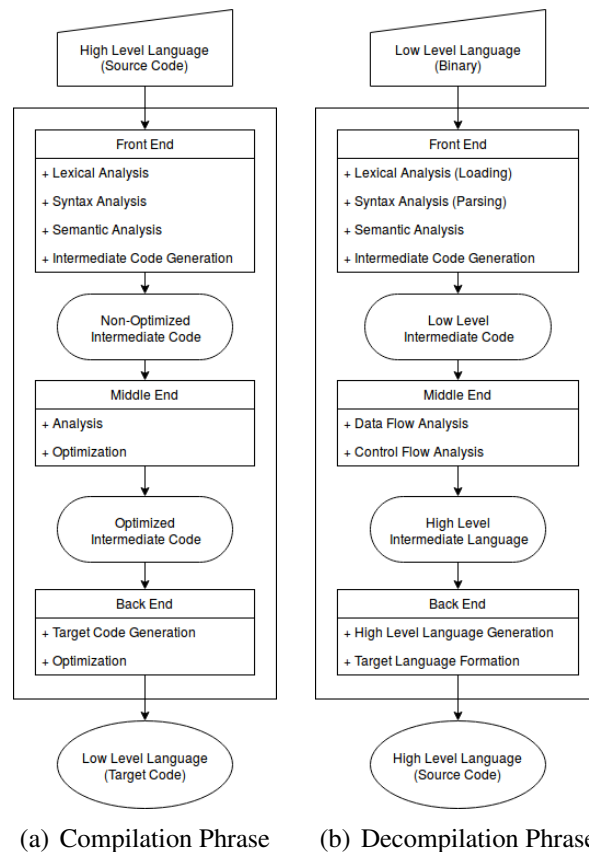 High Level Language
(Source Code)
Front End
+ Lexical Analysis
+ Syntax Analysis
+ Semantic Analysis
+ Intermediate Code Generation
Non-Optimized
Intermediate Code
Middle End
+ Analysis
+ Optimization
Optimized
Intermediate Code
Back End
+ Target Code Generation
+ Optimization
Low Level Language
(Target Code)
(a) Compilation Phrase
Low Level Language
(Binary)
Front End
+ Lexical Analysis (Loading)
+ Syntax Analysis (Parsing)
+ Semantic Analysis
+ Intermediate Code Generation
Low Level
Intermediate Code
Middle End
+ Data Flow Analysis
+ Control Flow Analysis
High Level
Intermediate Language
Back End
+ High Level Language Generation
+ Target Language Formation
High Level Language
(Source Code)
(b) Decompilation Phrase